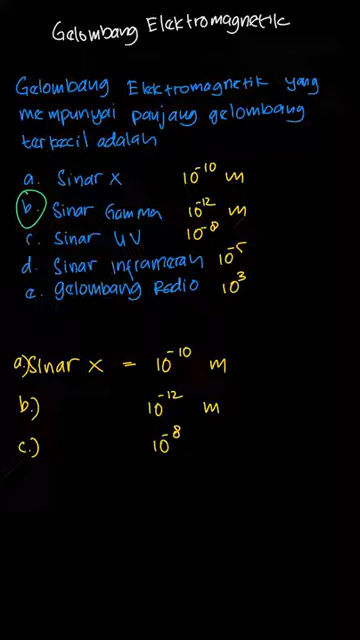 Gelombang Elektromagnetik
Gelombang Elektromagnetik yang
mempunyai panjang gelombang
terkecil adalah
a. Sinar X 10⁻¹⁰ m
b. Sinar Gamma 10⁻¹² m
c. Sinar UV 10⁻⁸
d. Sinar Inframerah 10⁻⁵
e. Gelombang Radio 10³
a.) Sinar X = 10⁻¹⁰ m
b.) 10⁻¹² m
c.) 10⁻⁸